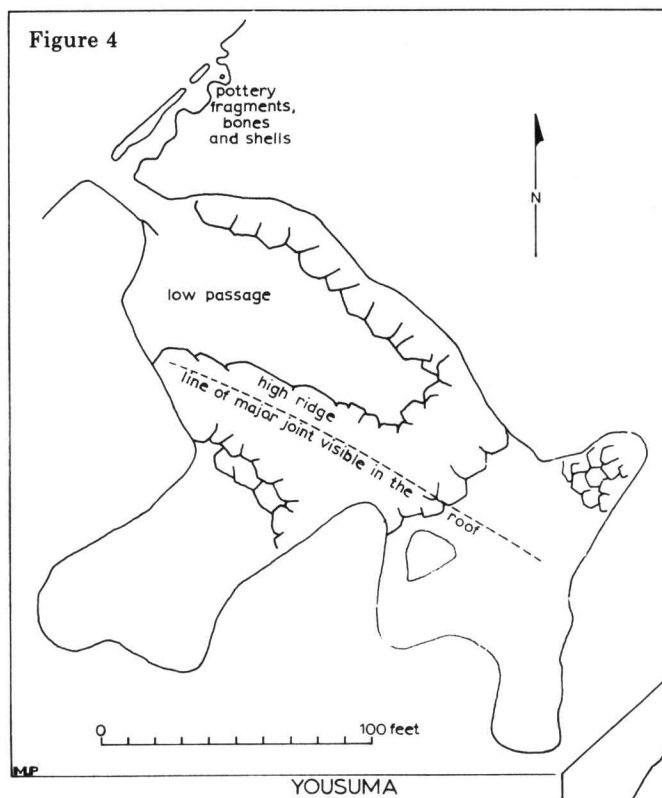 Figure 4
pottery
fragments,
bones
and shells
N
low passage
high ridge
line of major joint visible in the roof
0 100 feet
MJP
YOUSUMA